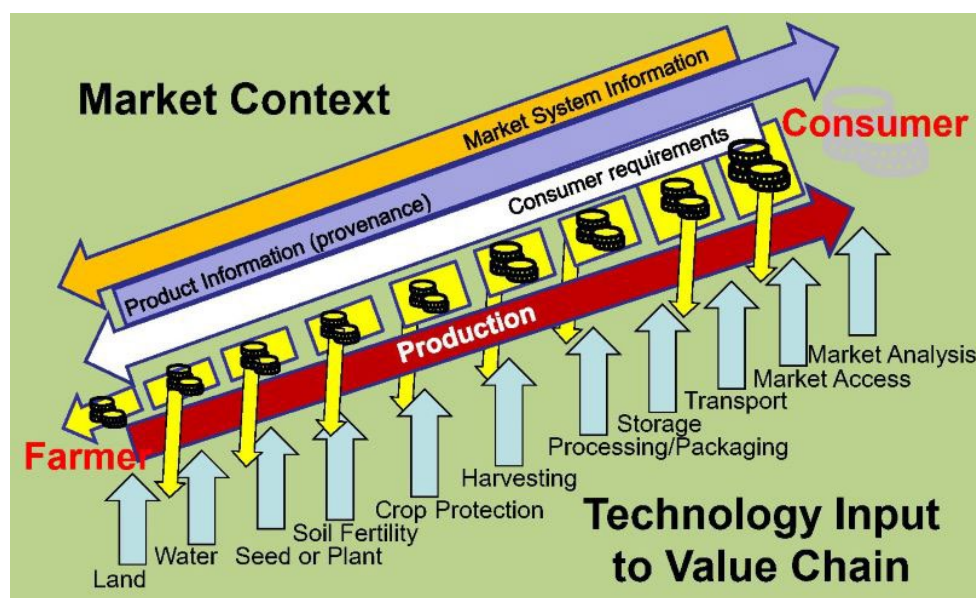 Market Context
Market System Information
Product Information (provenance)
Consumer requirements
Consumer
Production
Farmer
Land
Water
Seed or Plant
Soil Fertility
Crop Protection
Harvesting
Processing/Packaging
Storage
Transport
Market Access
Market Analysis
Technology Input
to Value Chain